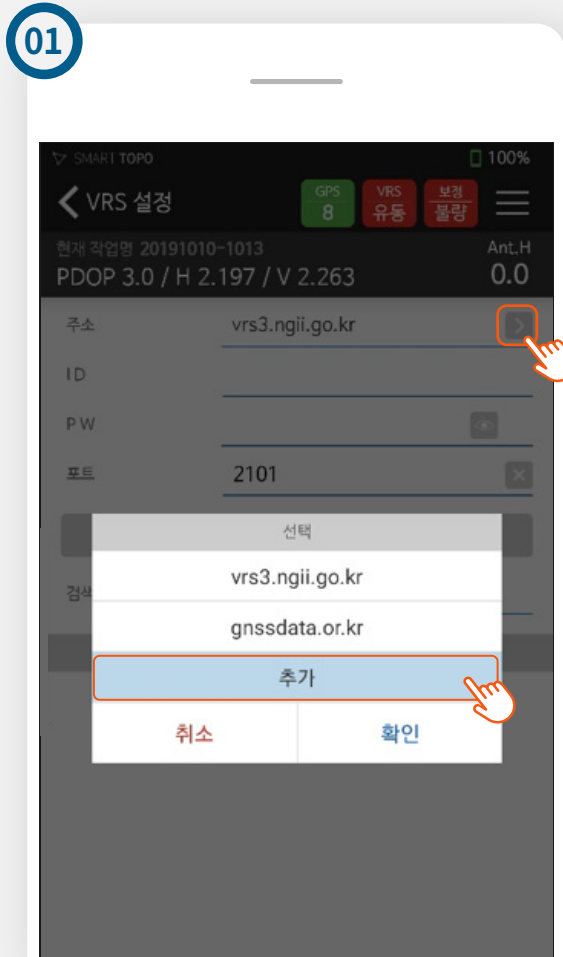 01
SMART TOPO 100%
VRS 설정 GPS 8 VRS 유동 보정 불량
현재 작업명 20191010-1013 Ant.H
PDOP 3.0 / H 2.197 / V 2.263 0.0
주소 vrs3.ngii.go.kr
ID
PW
포트 2101
선택
vrs3.ngii.go.kr
검색
gnssdata.or.kr
추가
취소 확인